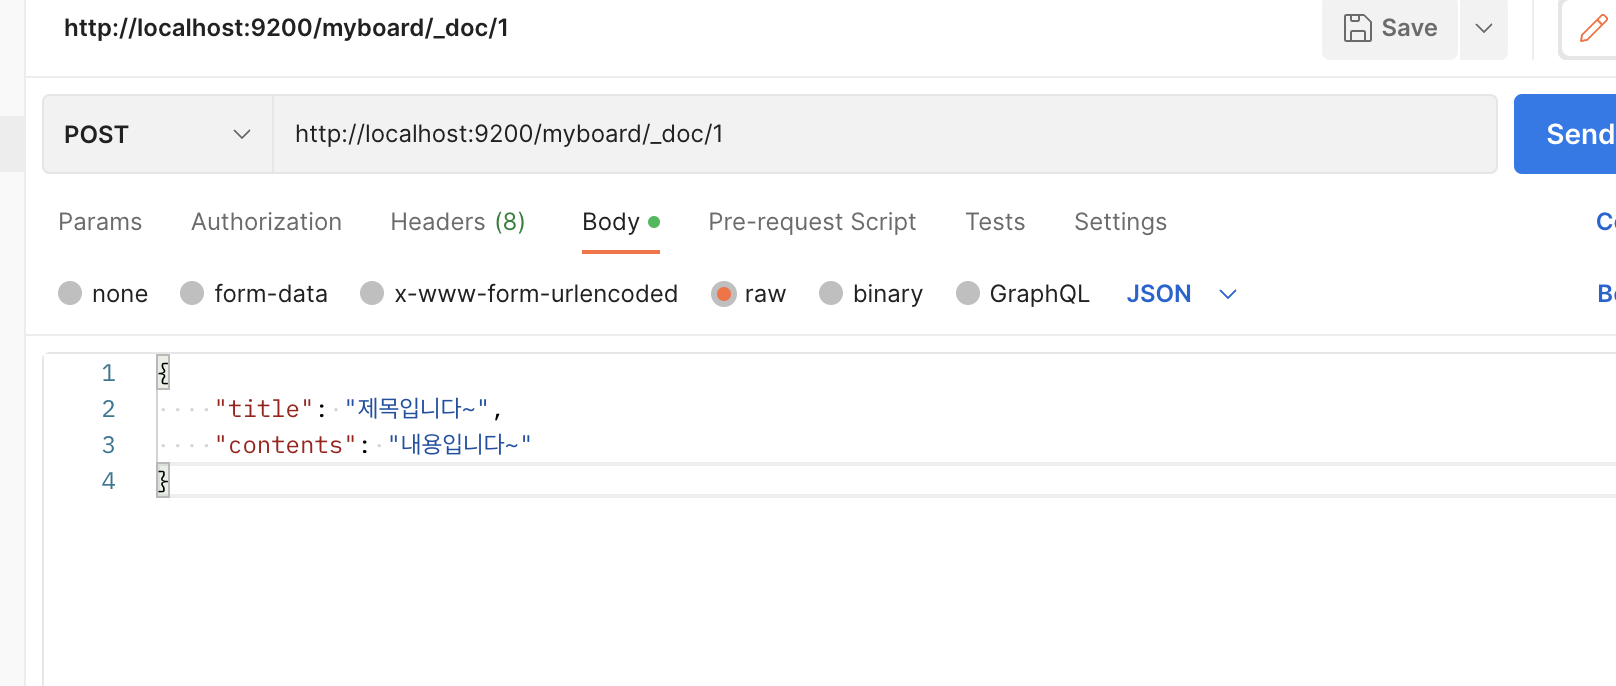 http://localhost:9200/myboard/_doc/1
Save
POST
http://localhost:9200/myboard/_doc/1
Send
Params Authorization Headers (8) Body Pre-request Script Tests Settings
none form-data x-www-form-urlencoded raw binary GraphQL JSON
1 {
2 "title": "제목입니다~",
3 "contents": "내용입니다~"
4 }